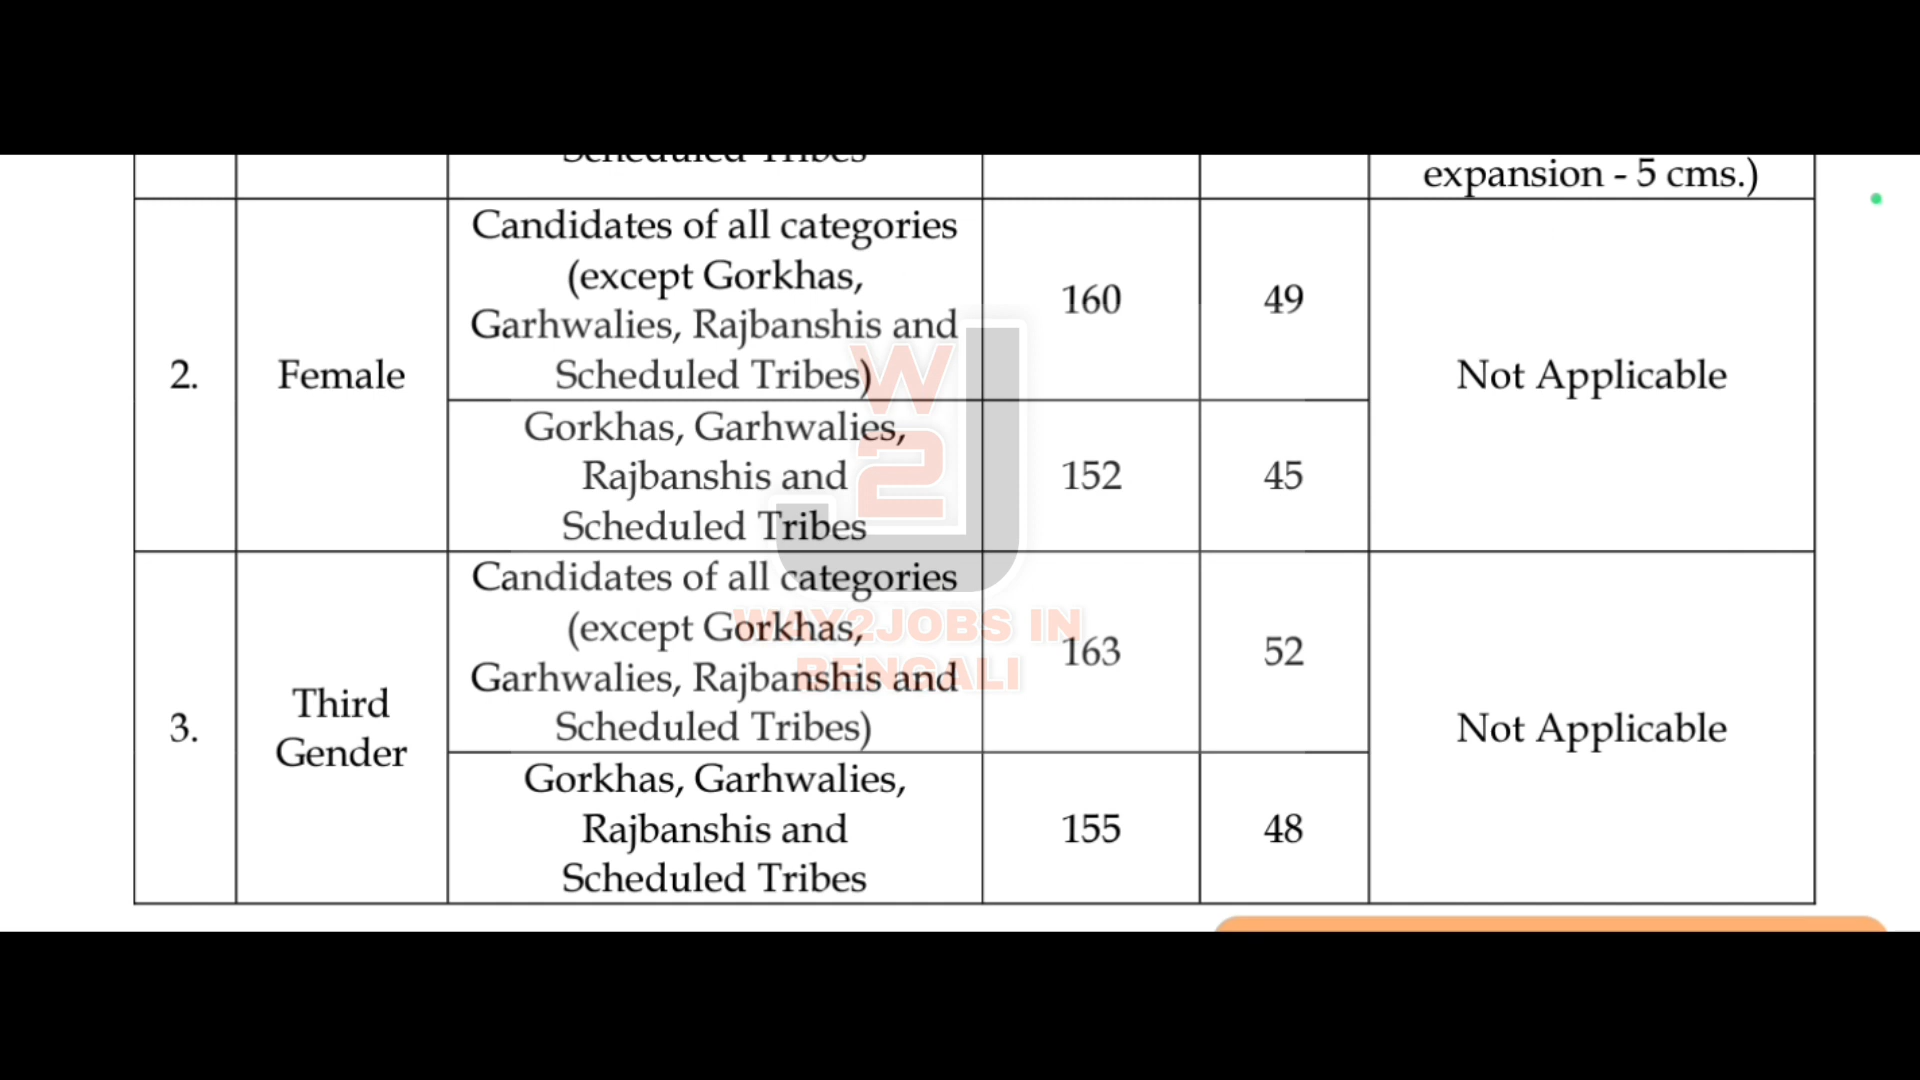 Scheduled Tribes
expansion - 5 cms.)
2.
Female
Candidates of all categories
(except Gorkhas,
Garhwalies, Rajbanshis and
Scheduled Tribes)
160
49
Not Applicable
Gorkhas, Garhwalies,
Rajbanshis and
Scheduled Tribes
152
45
3.
Third
Gender
Candidates of all categories
(except Gorkhas,
Garhwalies, Rajbanshis and
Scheduled Tribes)
163
52
Not Applicable
Gorkhas, Garhwalies,
Rajbanshis and
Scheduled Tribes
155
48
W
2
J
WAY2JOBS IN
BENGALI